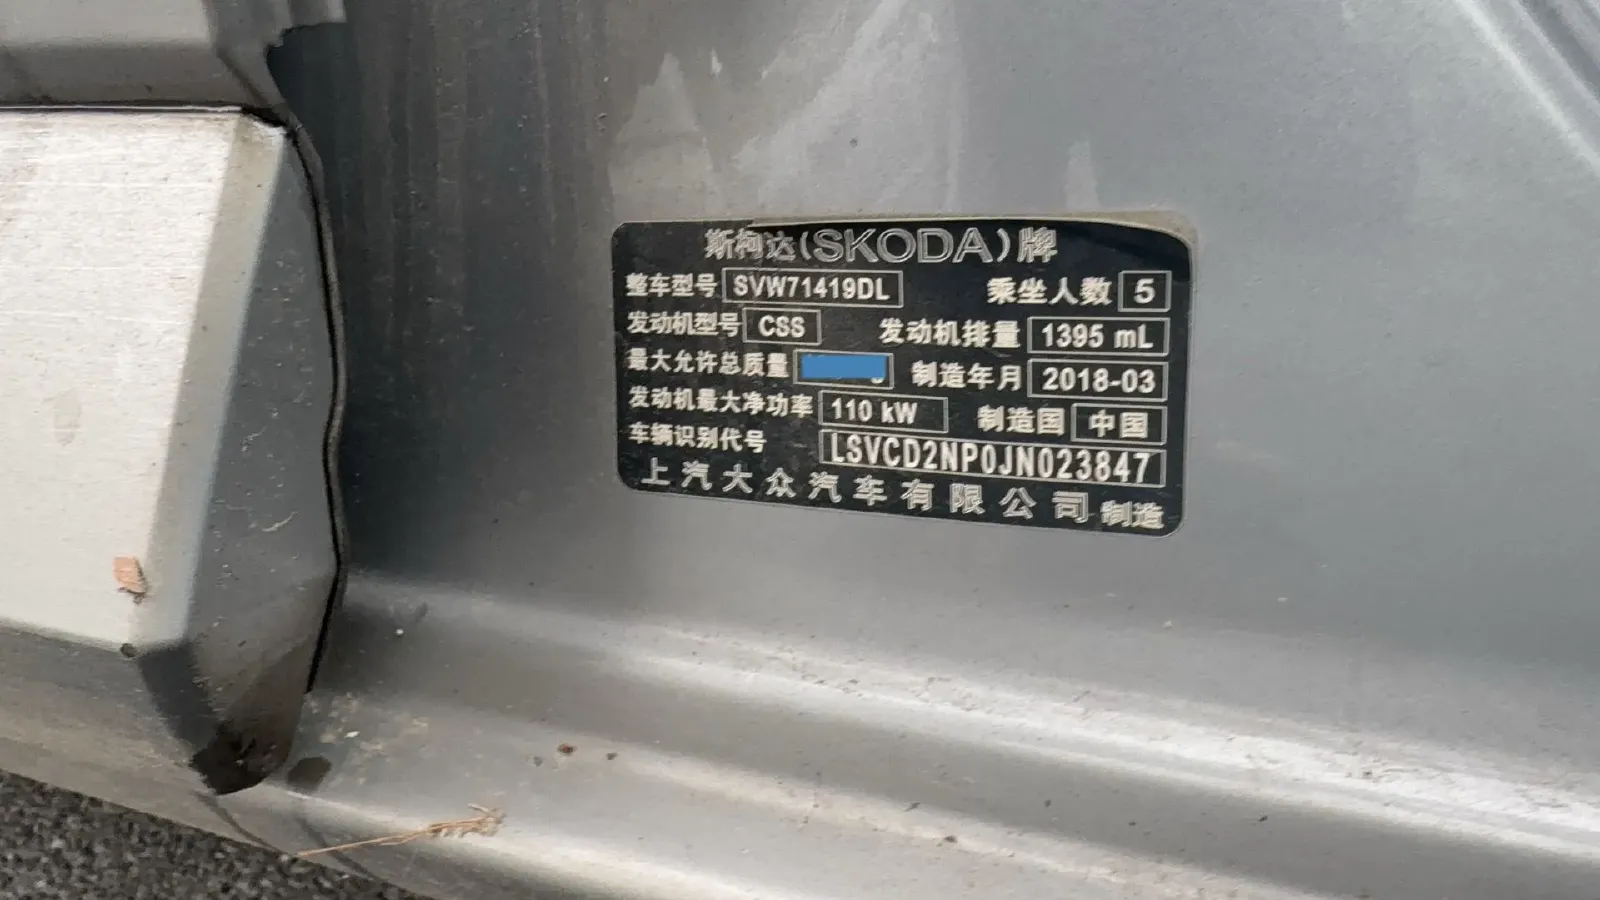 斯柯达(SKODA)牌
整车型号 SVW71419DL 乘坐人数 5
发动机型号 CSS 发动机排量 1395 mL
最大允许总质量 制造年月 2018-03
发动机最大净功率 110 kW 制造国 中国
车辆识别代号 LSVCD2NP0JN023847
上汽大众汽车有限公司 制造